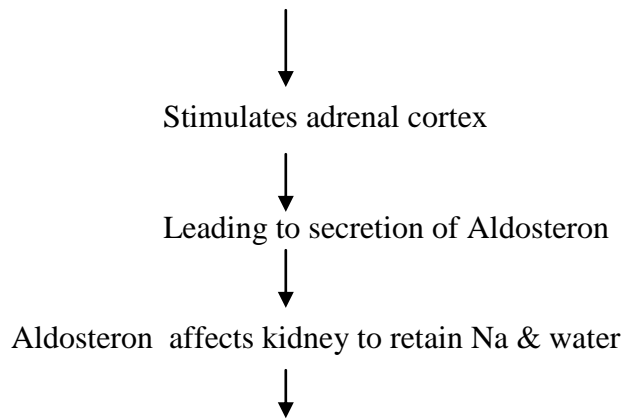 Stimulates adrenal cortex
Leading to secretion of Aldosteron
Aldosteron affects kidney to retain Na & water